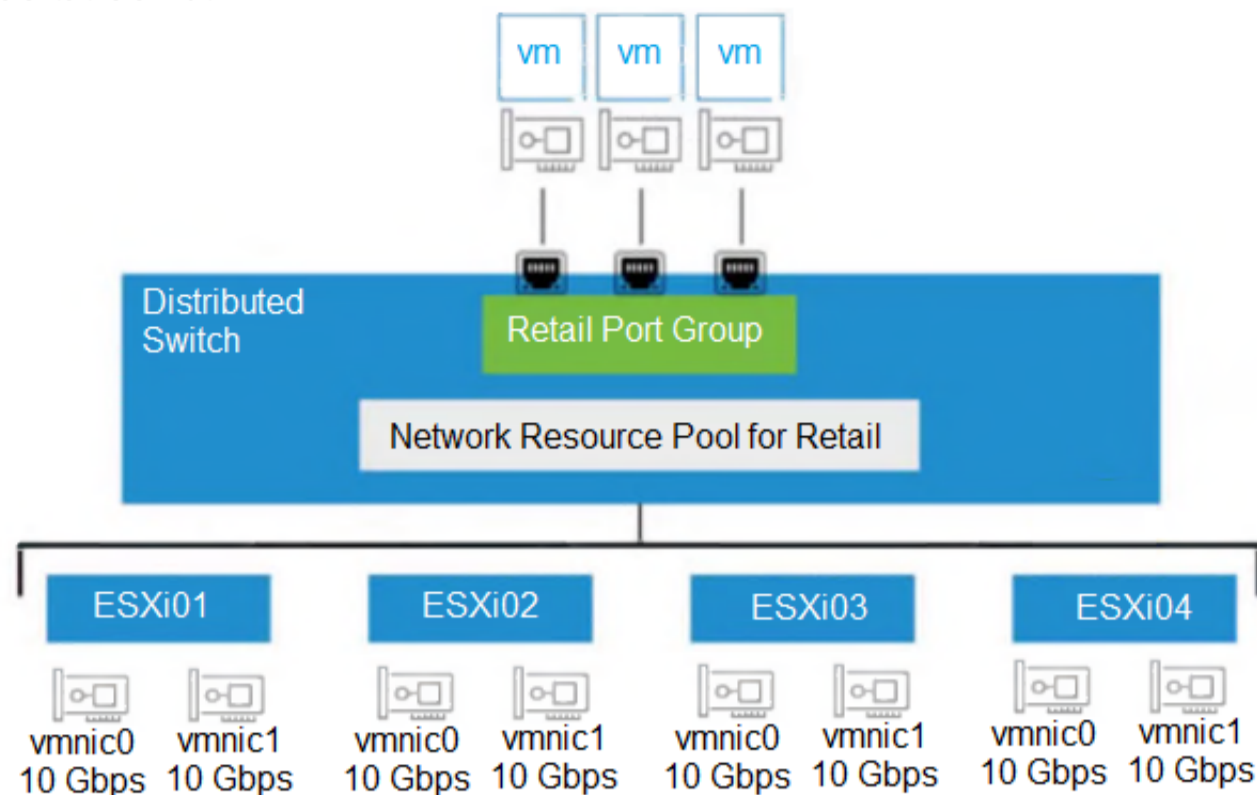 vm vm vm
Distributed
Switch
Retail Port Group
Network Resource Pool for Retail
ESXi01 ESXi02 ESXi03 ESXi04
vmnic0 vmnic1 vmnic0 vmnic1 vmnic0 vmnic1 vmnic0 vmnic1
10 Gbps 10 Gbps 10 Gbps 10 Gbps 10 Gbps 10 Gbps 10 Gbps 10 Gbps